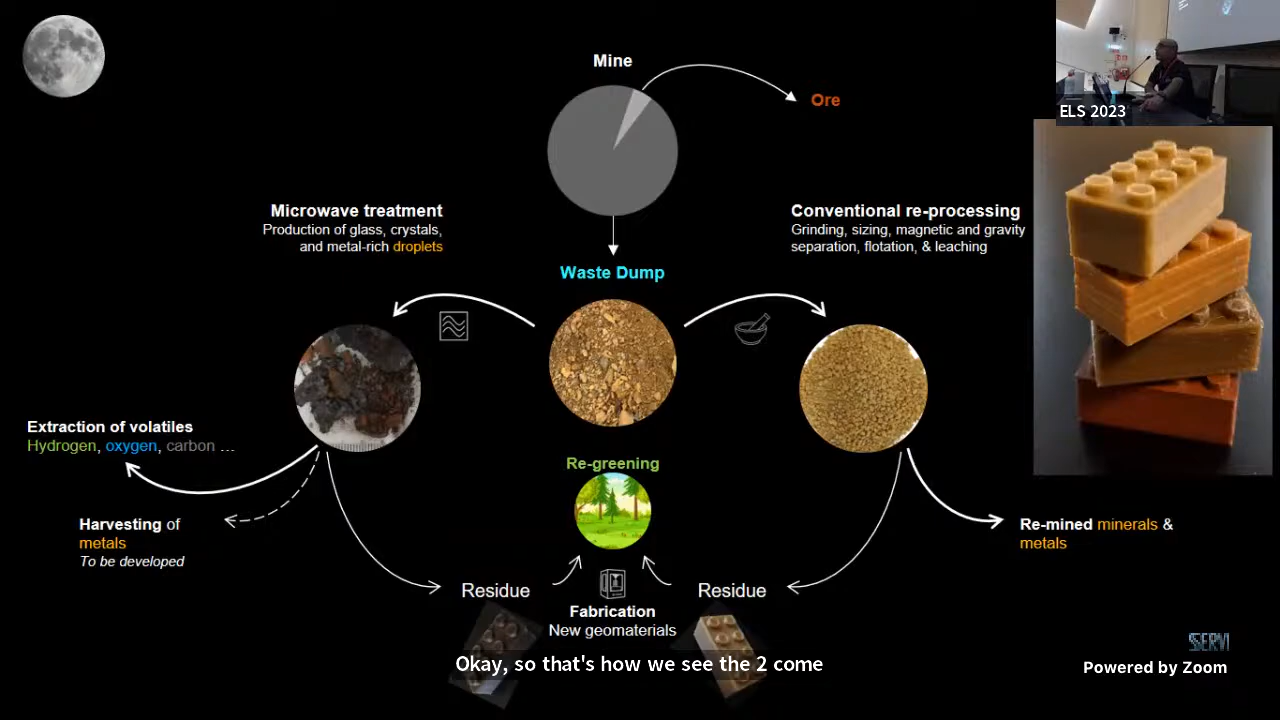 Mine
Ore
ELS 2023
Microwave treatment
Production of glass, crystals,
and metal-rich droplets
Conventional re-processing
Grinding, sizing, magnetic and gravity
separation, flotation, & leaching
Waste Dump
Extraction of volatiles
Hydrogen, oxygen, carbon ...
Re-greening
Harvesting of
metals
To be developed
Re-mined minerals &
metals
Residue
Residue
Fabrication
New geomaterials
Okay, so that's how we see the 2 come
SERVI
Powered by Zoom